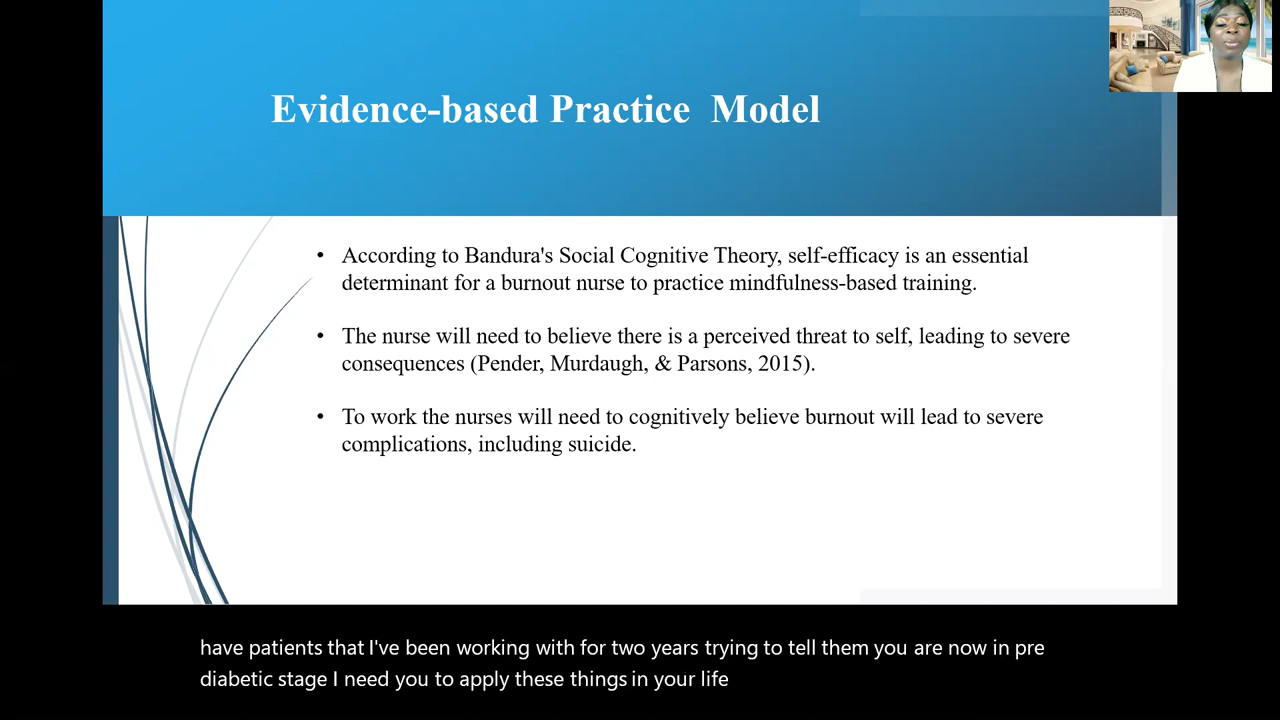 Evidence-based Practice Model
• According to Bandura's Social Cognitive Theory, self-efficacy is an essential
determinant for a burnout nurse to practice mindfulness-based training.
• The nurse will need to believe there is a perceived threat to self, leading to severe
consequences (Pender, Murdaugh, & Parsons, 2015).
• To work the nurses will need to cognitively believe burnout will lead to severe
complications, including suicide.
have patients that I've been working with for two years trying to tell them you are now in pre
diabetic stage I need you to apply these things in your life